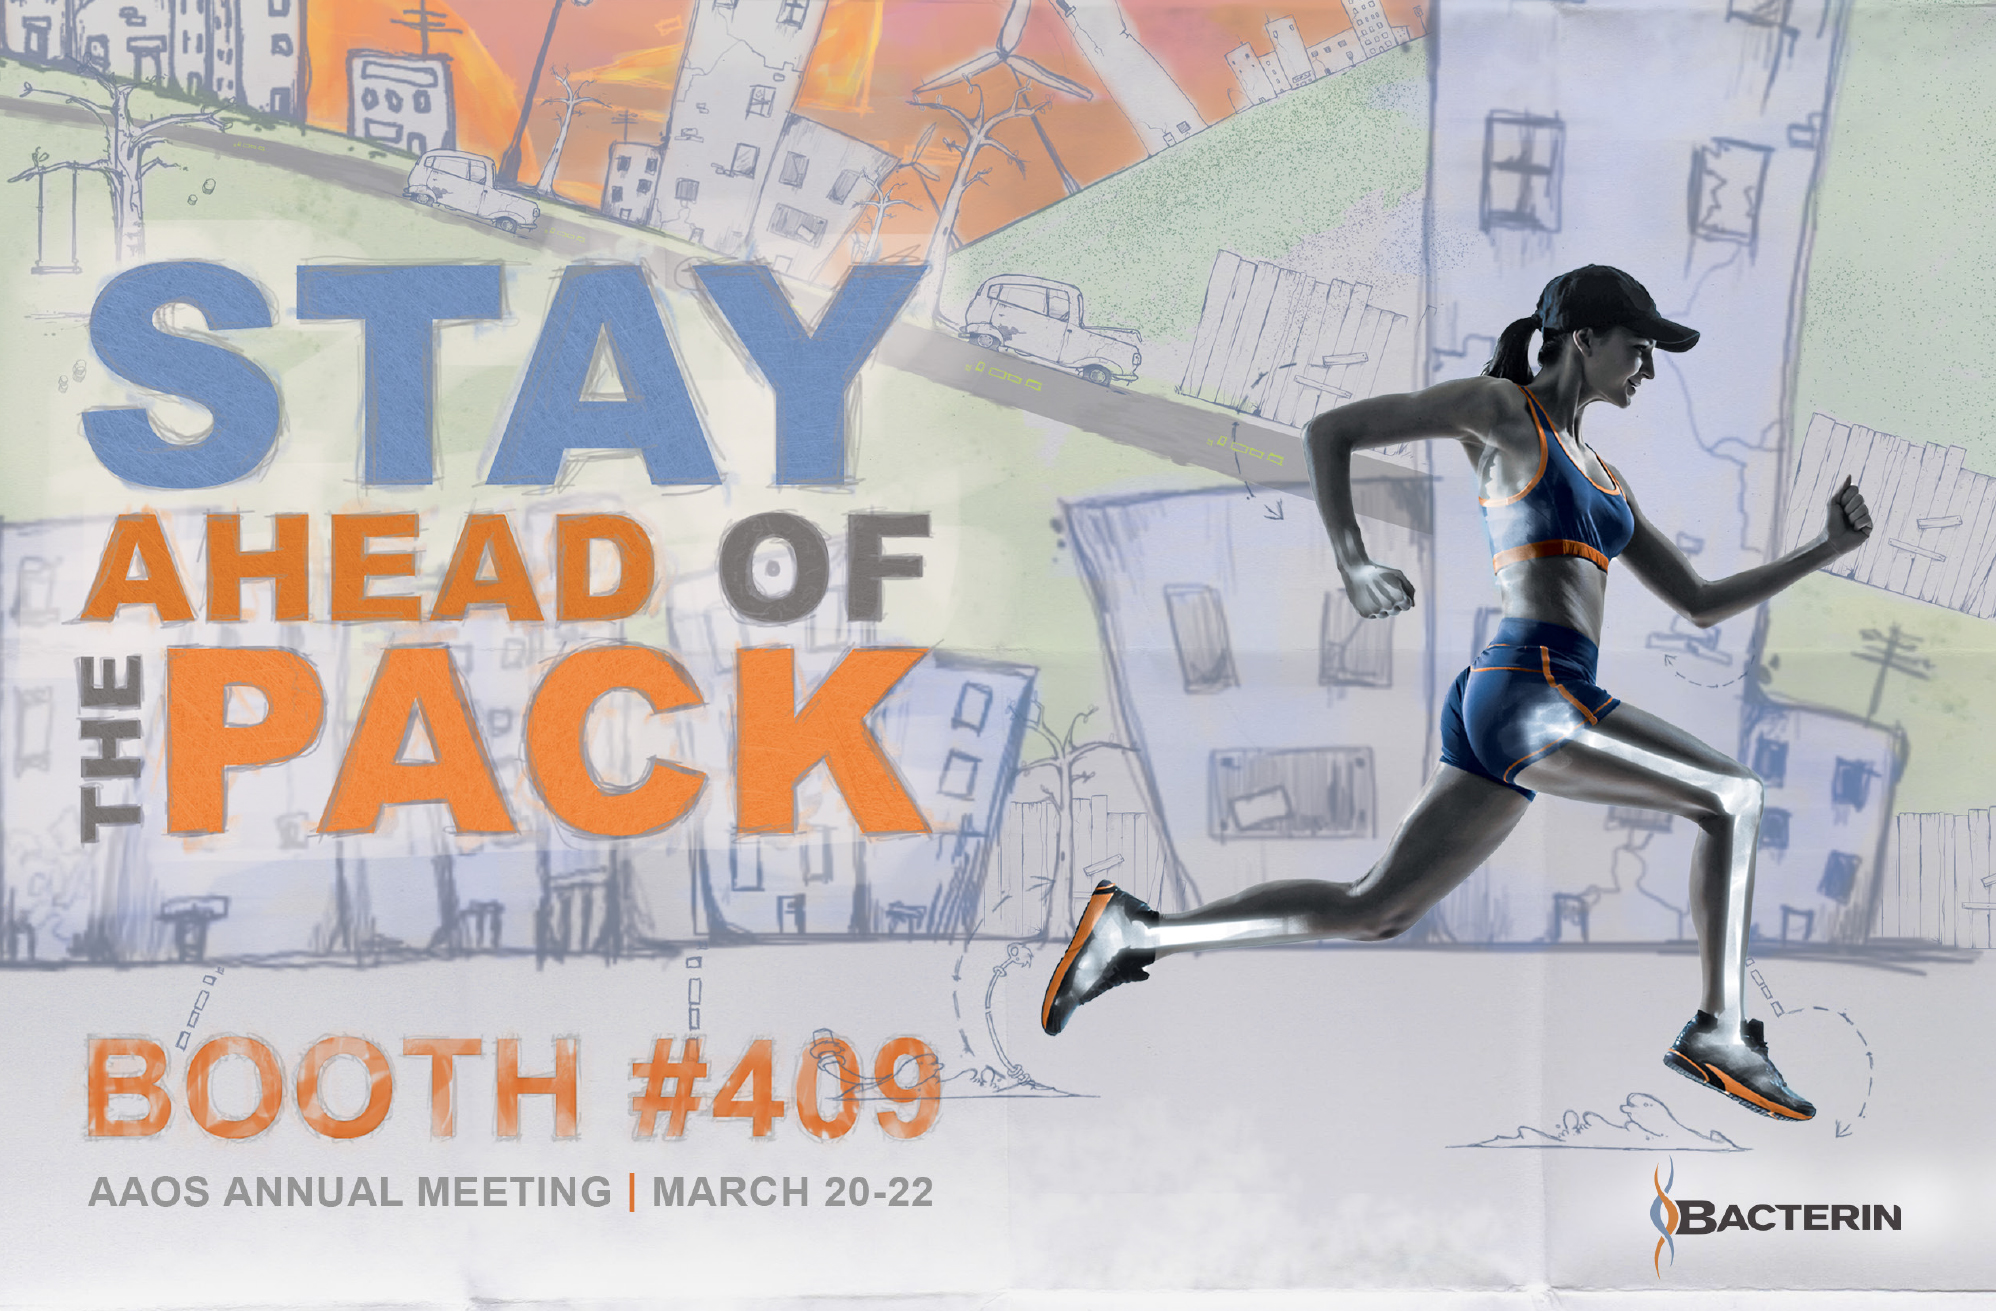 STAY
AHEAD OF
THE PACK
BOOTH #409
AAOS ANNUAL MEETING | MARCH 20-22
BACTERIN